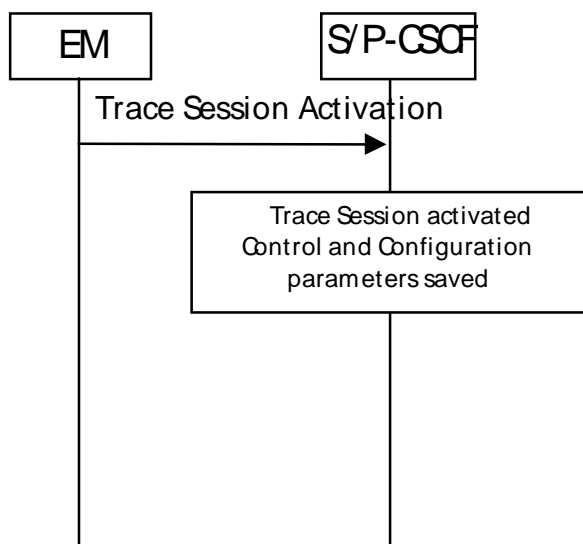 EM
S/P-CSCF
Trace Session Activation
Trace Session activated
Control and Configuration
parameters saved